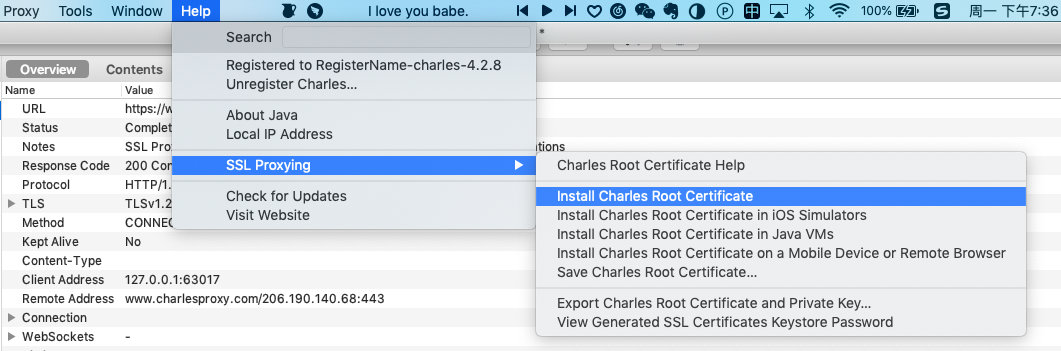 Proxy Tools Window Help I love you babe. 100% 周一 下午7:36
Search
Registered to RegisterName-charles-4.2.8
Unregister Charles...
About Java
Local IP Address
SSL Proxying
Check for Updates
Visit Website
Charles Root Certificate Help
Install Charles Root Certificate
Install Charles Root Certificate in iOS Simulators
Install Charles Root Certificate in Java VMs
Install Charles Root Certificate on a Mobile Device or Remote Browser
Save Charles Root Certificate...
Export Charles Root Certificate and Private Key...
View Generated SSL Certificates Keystore Password
Overview Contents
Name Value
URL https://w
Status Complet
Notes SSL Pro
Response Code 200 Con
Protocol HTTP/1.
TLS TLSv1.2
Method CONNEC
Kept Alive No
Content-Type
Client Address 127.0.0.1:63017
Remote Address www.charlesproxy.com/206.190.140.68:443
Connection
WebSockets -